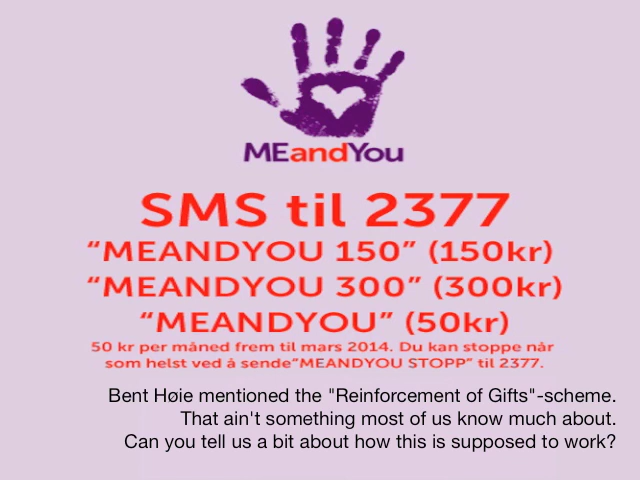 MEandYou
SMS til 2377
“MEANDYOU 150” (150kr)
“MEANDYOU 300” (300kr)
“MEANDYOU” (50kr)
50 kr per måned frem til mars 2014. Du kan stoppe når
som helst ved å sende“MEANDYOU STOPP” til 2377.
Bent Høie mentioned the "Reinforcement of Gifts"-scheme.
That ain't something most of us know much about.
Can you tell us a bit about how this is supposed to work?